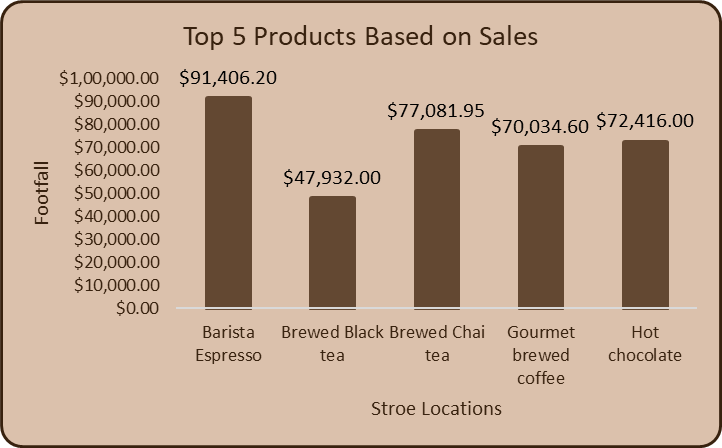 Top 5 Products Based on Sales
$1,00,000.00
$90,000.00
$80,000.00
$70,000.00
$60,000.00
$50,000.00
$40,000.00
$30,000.00
$20,000.00
$10,000.00
$0.00
Footfall
$91,406.20
$47,932.00
$77,081.95
$70,034.60
$72,416.00
Barista
Espresso
Brewed Black
tea
Brewed Chai
tea
Gourmet
brewed
coffee
Hot
chocolate
Stroe Locations